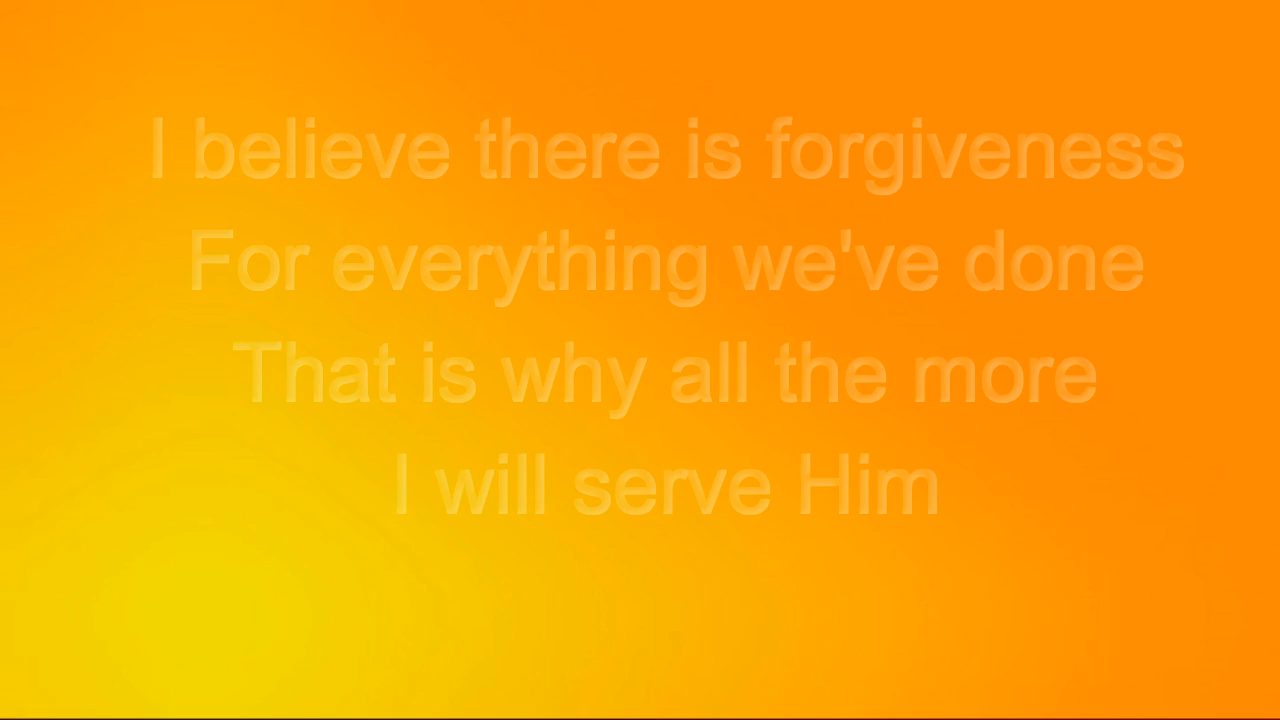 I believe there is forgiveness
For everything we've done
That is why all the more
I will serve Him